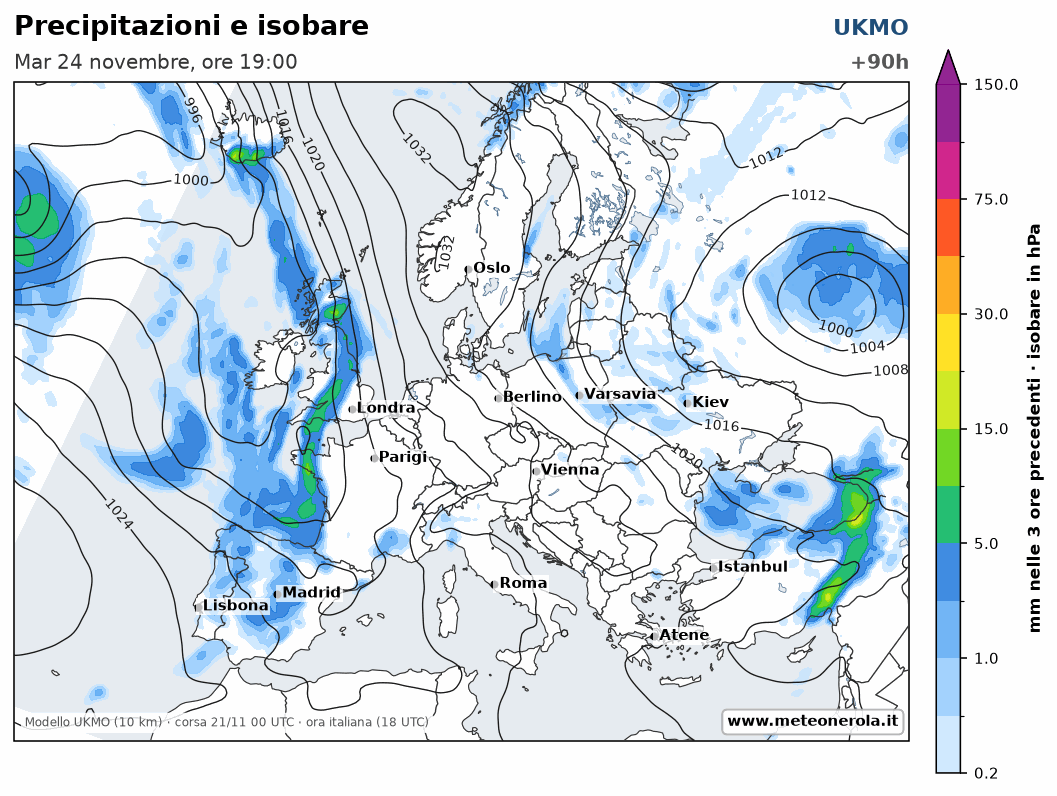 Precipitazioni e isobare
UKMO
Mar 24 novembre, ore 19:00
+90h
150.0
75.0
30.0
15.0
5.0
1.0
0.2
mm nelle 3 ore precedenti · isobare in hPa
996
1016
1020
1032
1000
1012
1012
1032
Oslo
1000
1004
1008
Londra
Berlino
Varsavia
Kiev
1016
Parigi
1020
Vienna
1024
Istanbul
Madrid
Roma
Lisbona
Atene
Modello UKMO (10 km) · corsa 21/11 00 UTC · ora italiana (18 UTC)
www.meteonerola.it